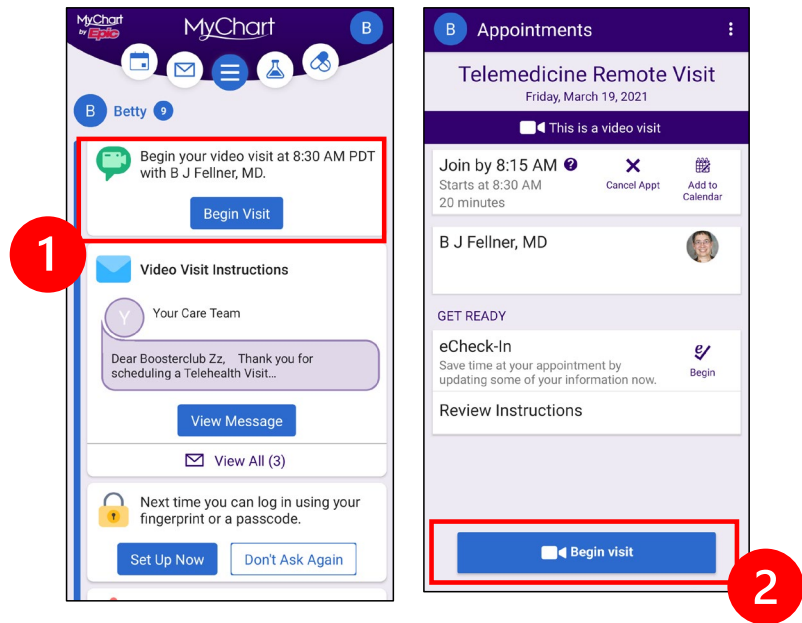 MyChart
by Epic
MyChart
B
B
Betty 9
Begin your video visit at 8:30 AM PDT
with B J Fellner, MD.
Begin Visit
1
Video Visit Instructions
Y
Your Care Team
Dear Boosterclub Zz, Thank you for
scheduling a Telehealth Visit...
View Message
View All (3)
Next time you can log in using your
fingerprint or a passcode.
Set Up Now
Don't Ask Again
B
Appointments
Telemedicine Remote Visit
Friday, March 19, 2021
This is a video visit
Join by 8:15 AM ?
Starts at 8:30 AM
20 minutes
Cancel Appt
Add to
Calendar
B J Fellner, MD
GET READY
eCheck-In
Save time at your appointment by
updating some of your information now.
e
Begin
Review Instructions
Begin visit
2